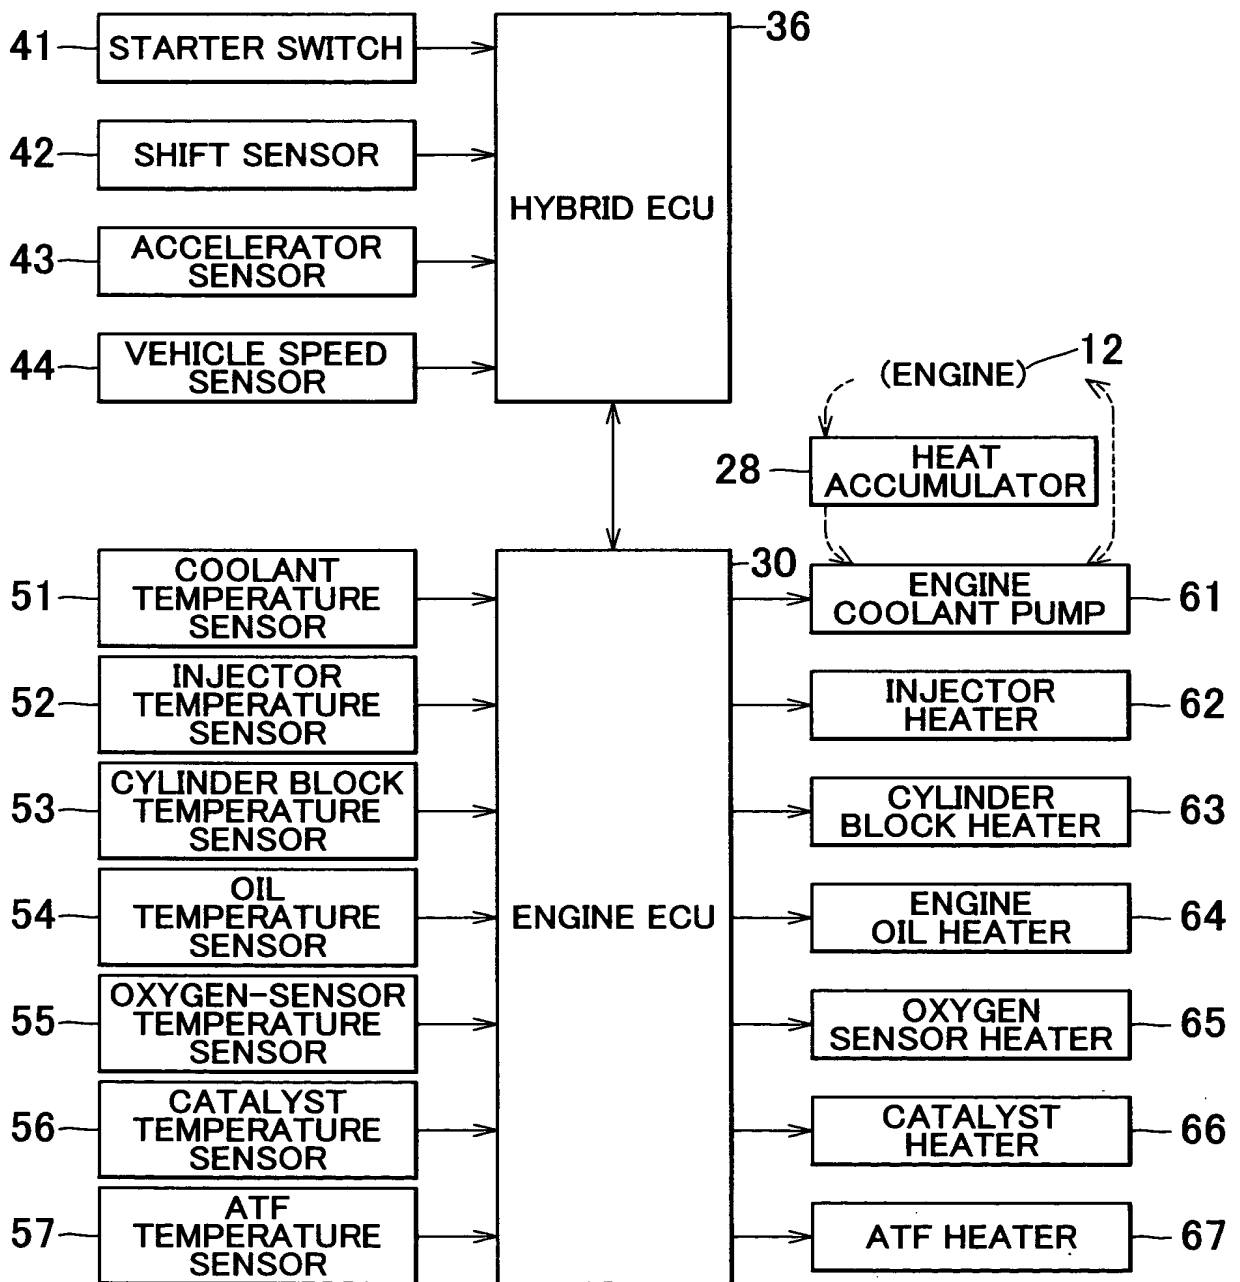 41 STARTER SWITCH
36
42 SHIFT SENSOR
HYBRID ECU
43 ACCELERATOR
SENSOR
44 VEHICLE SPEED
SENSOR
(ENGINE) 12
28 HEAT
ACCUMULATOR
30
51 COOLANT
TEMPERATURE
SENSOR
ENGINE
COOLANT PUMP 61
52 INJECTOR
TEMPERATURE
SENSOR
INJECTOR
HEATER 62
53 CYLINDER BLOCK
TEMPERATURE
SENSOR
CYLINDER
BLOCK HEATER 63
54 OIL
TEMPERATURE
SENSOR
ENGINE ECU
ENGINE
OIL HEATER 64
55 OXYGEN-SENSOR
TEMPERATURE
SENSOR
OXYGEN
SENSOR HEATER 65
56 CATALYST
TEMPERATURE
SENSOR
CATALYST
HEATER 66
57 ATF
TEMPERATURE
SENSOR
ATF HEATER 67